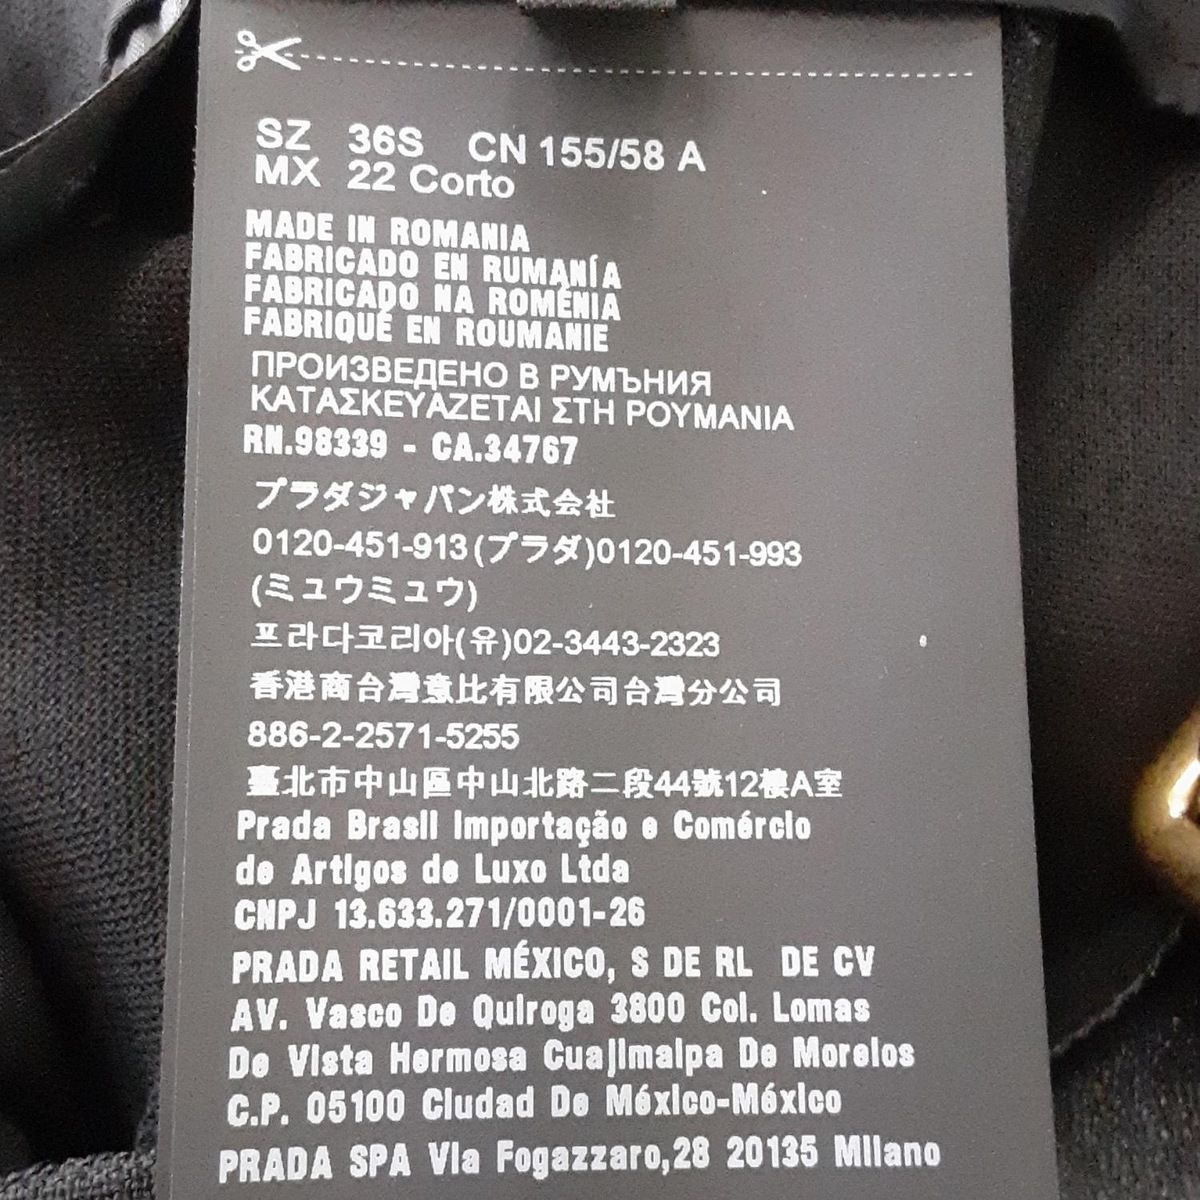 SZ 36S CN 155/58 A
MX 22 Corto
MADE IN ROMANIA
FABRICADO EN RUMANÍA
FABRICADO NA ROMÉNIA
FABRIQUÉ EN ROUMANIE
ПРОИЗВЕДЕНО В РУМЪНИЯ
ΚΑΤΑΣΚΕΥΑΖΕΤΑΙ ΣΤΗ ΡΟΥΜΑΝΙΑ
RN.98339 - CA.34767
プラダジャパン株式会社
0120-451-913(プラダ)0120-451-993
(ミュウミュウ)
프라다코리아(유)02-3443-2323
香港商台灣意比有限公司台灣分公司
886-2-2571-5255
臺北市中山區中山北路二段44號12樓A室
Prada Brasil Importação e Comércio
de Artigos de Luxo Ltda
CNPJ 13.633.271/0001-26
PRADA RETAIL MÉXICO, S DE RL DE CV
AV. Vasco De Quiroga 3800 Col. Lomas
De Vista Hermosa Cuajimalpa De Morelos
C.P. 05100 Ciudad De México-México
PRADA SPA Via Fogazzaro,28 20135 Milano